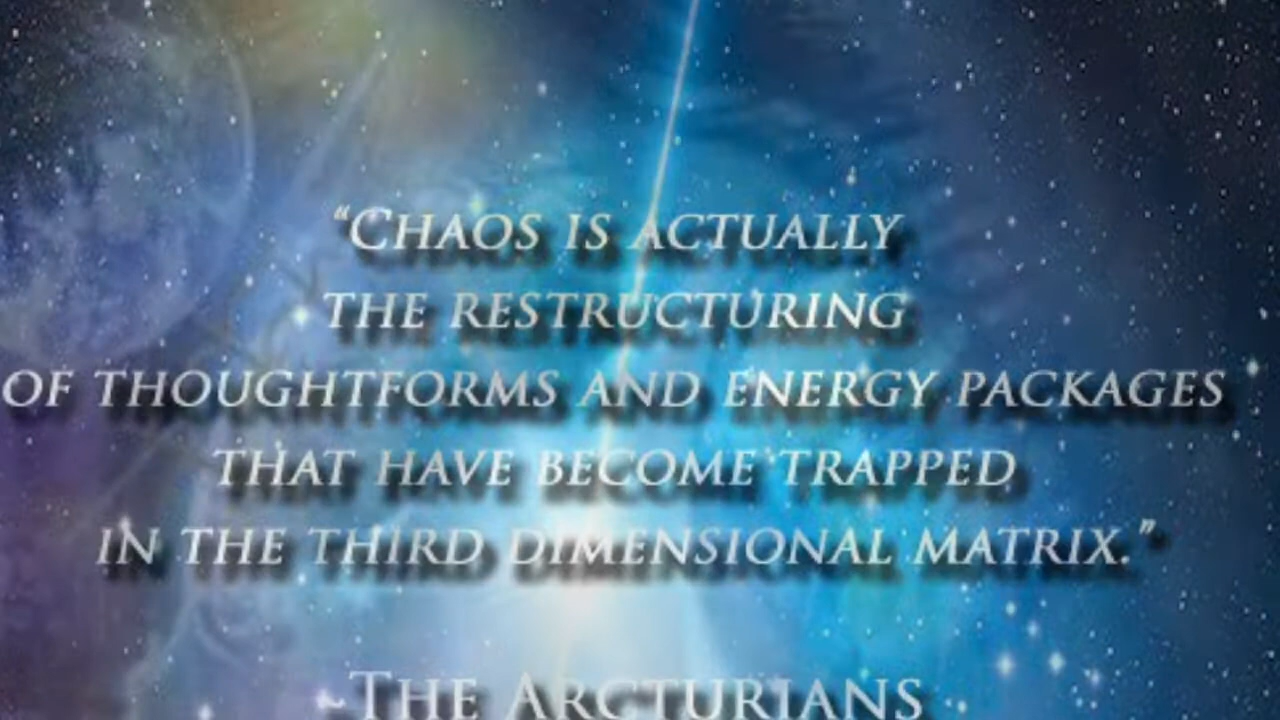 “Chaos is actually
the restructuring
of thoughtforms and energy packages
that have become trapped
in the third dimensional matrix.”
~The Arcturians